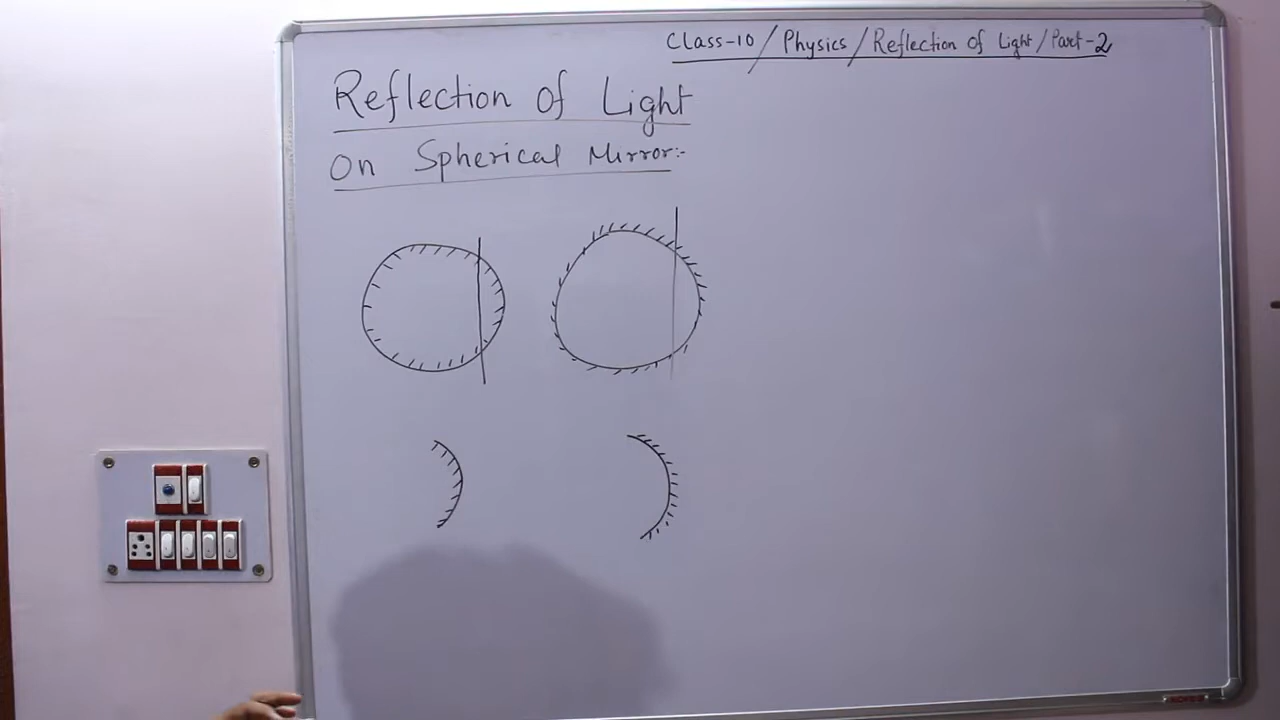 Class-10/Physics/Reflection of Light/Part-2
Reflection of Light
On Spherical Mirror:-